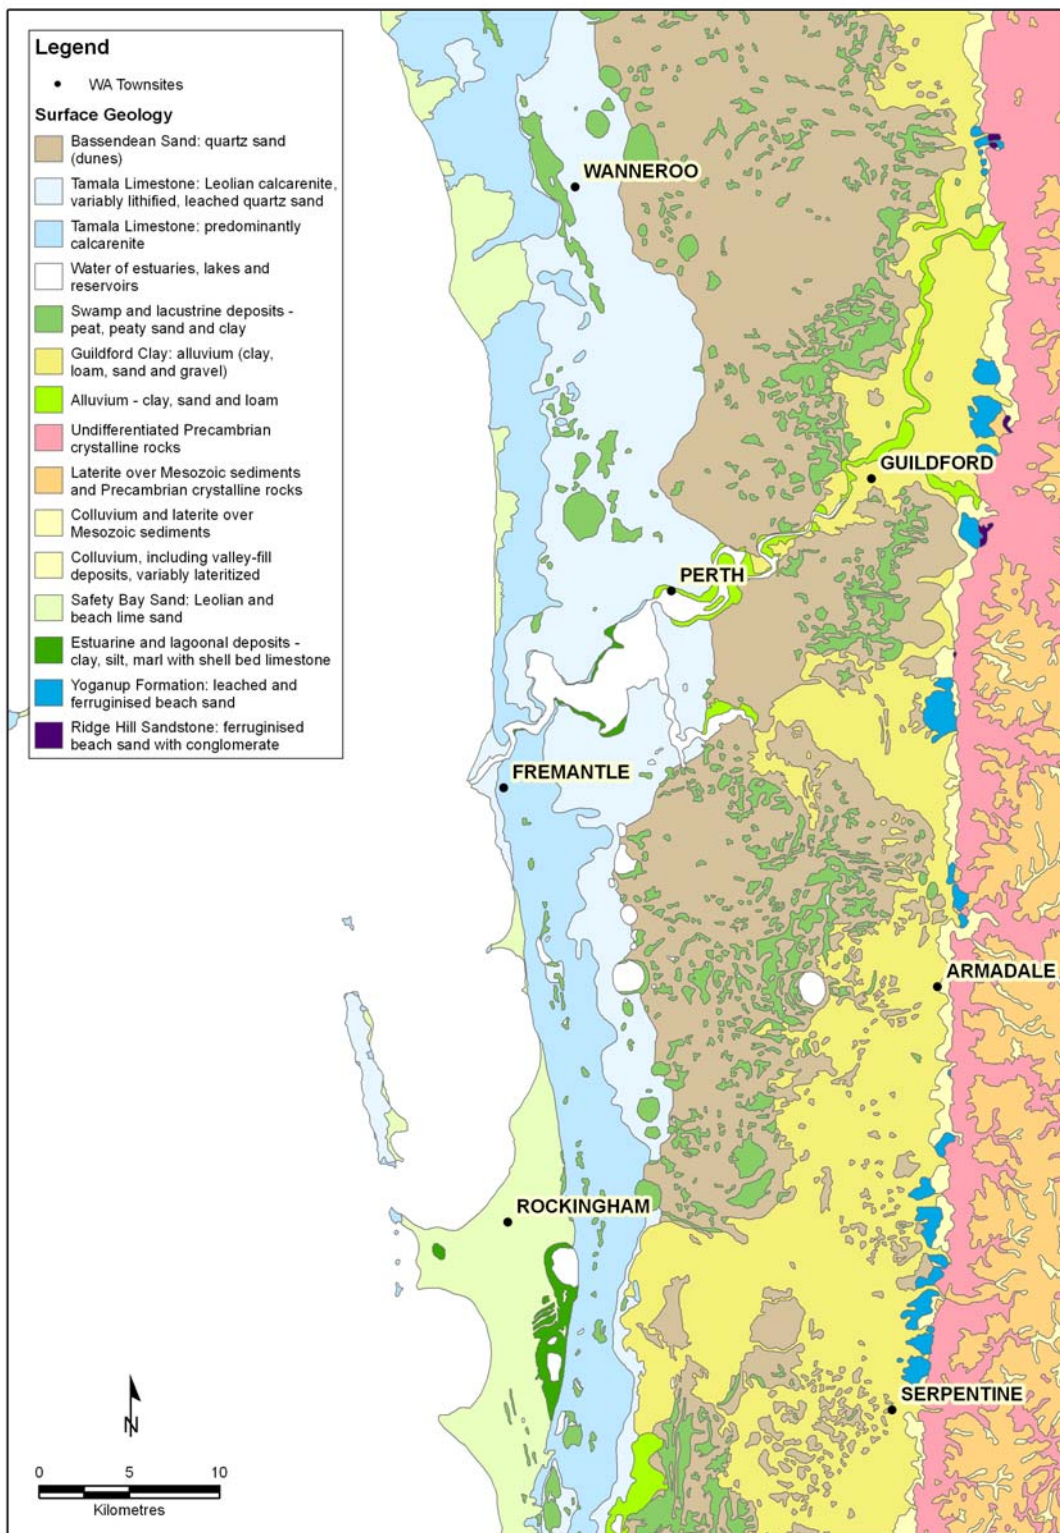 Legend
WA Townsites
Surface Geology
Bassendean Sand: quartz sand
(dunes)
Tamala Limestone: Leolian calcarenite,
variably lithified, leached quartz sand
Tamala Limestone: predominantly
calcarenite
Water of estuaries, lakes and
reservoirs
Swamp and lacustrine deposits -
peat, peaty sand and clay
Guildford Clay: alluvium (clay,
loam, sand and gravel)
Alluvium - clay, sand and loam
Undifferentiated Precambrian
crystalline rocks
Laterite over Mesozoic sediments
and Precambrian crystalline rocks
Colluvium and laterite over
Mesozoic sediments
Colluvium, including valley-fill
deposits, variably lateritized
Safety Bay Sand: Leolian and
beach lime sand
Estuarine and lagoonal deposits -
clay, silt, marl with shell bed limestone
Yoganup Formation: leached and
ferruginised beach sand
Ridge Hill Sandstone: ferruginised
beach sand with conglomerate
WANNEROO
GUILDFORD
PERTH
FREMANTLE
ARMADALE
ROCKINGHAM
SERPENTINE
N
0 5 10
Kilometres